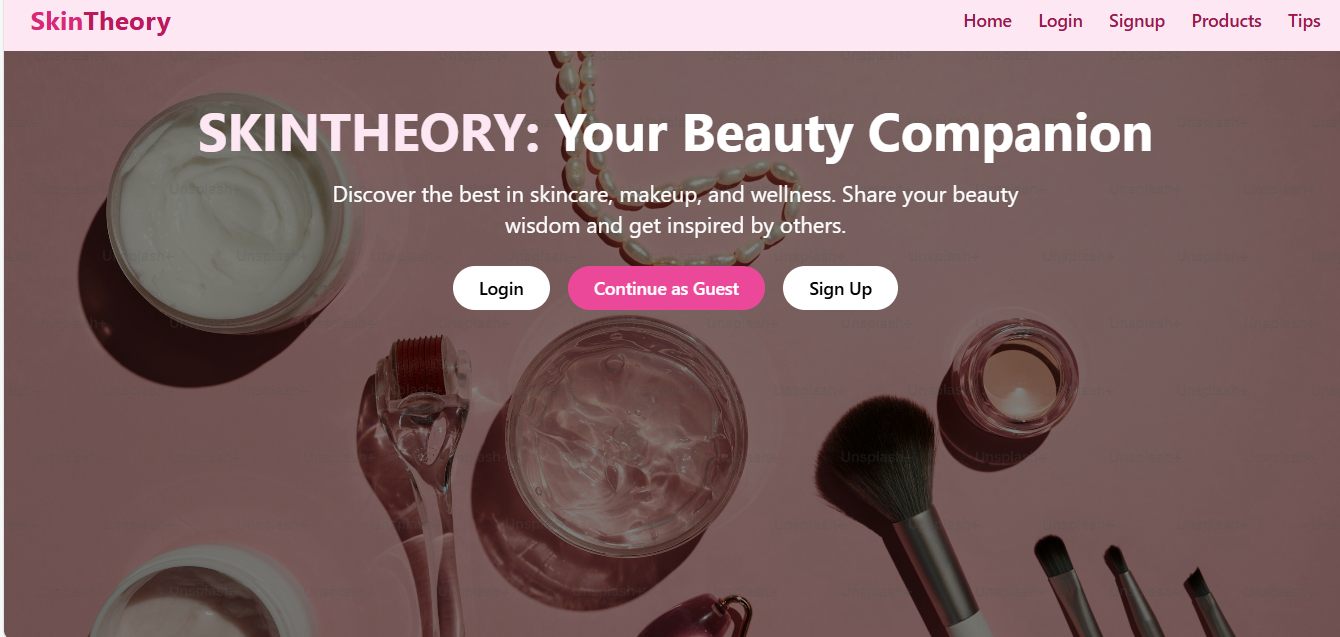 SkinTheory
Home Login Signup Products Tips
SKINTHEORY: Your Beauty Companion
Discover the best in skincare, makeup, and wellness. Share your beauty
wisdom and get inspired by others.
Login Continue as Guest Sign Up
Unsplash+